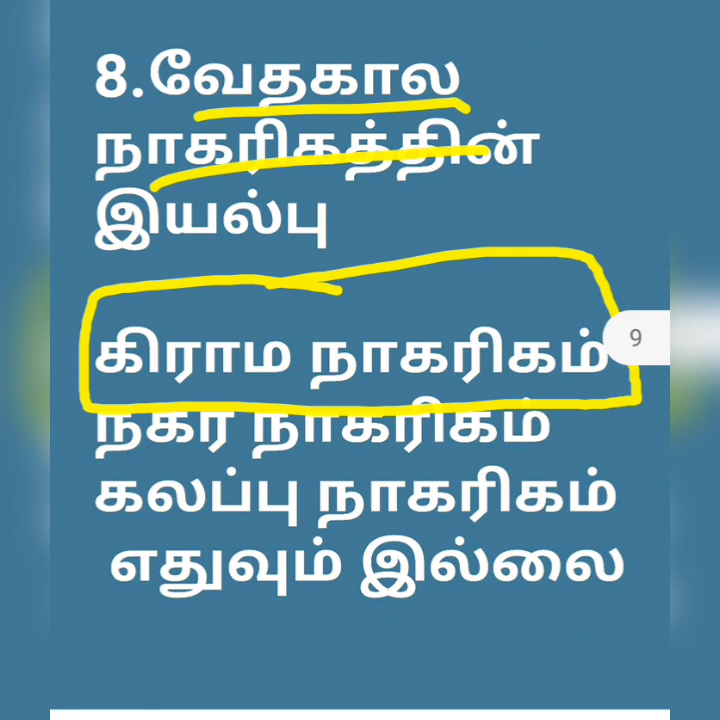 8.வேதகால
நாகரிகத்தின்
இயல்பு
கிராம நாகரிகம்
9
நகர நாகரிகம்
கலப்பு நாகரிகம்
எதுவும் இல்லை